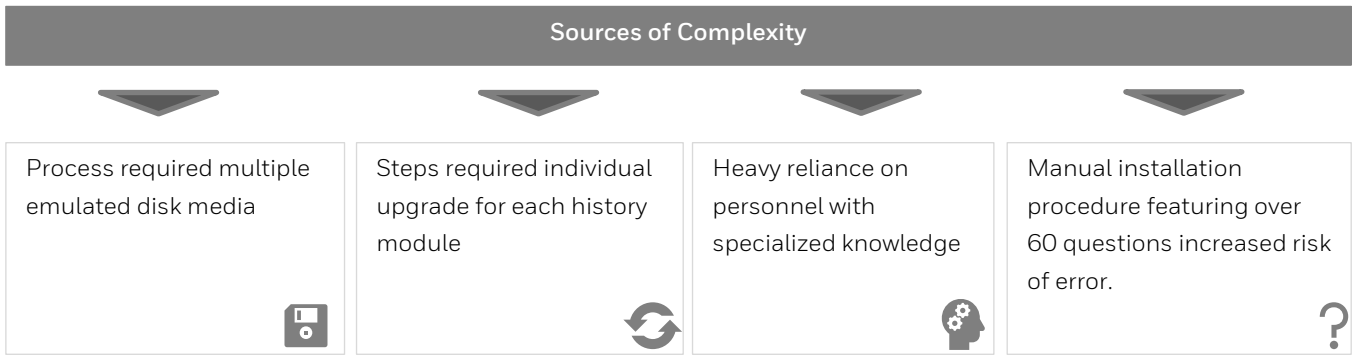 Sources of Complexity
Process required multiple
emulated disk media
Steps required individual
upgrade for each history
module
Heavy reliance on
personnel with
specialized knowledge
Manual installation
procedure featuring over
60 questions increased risk
of error.
?